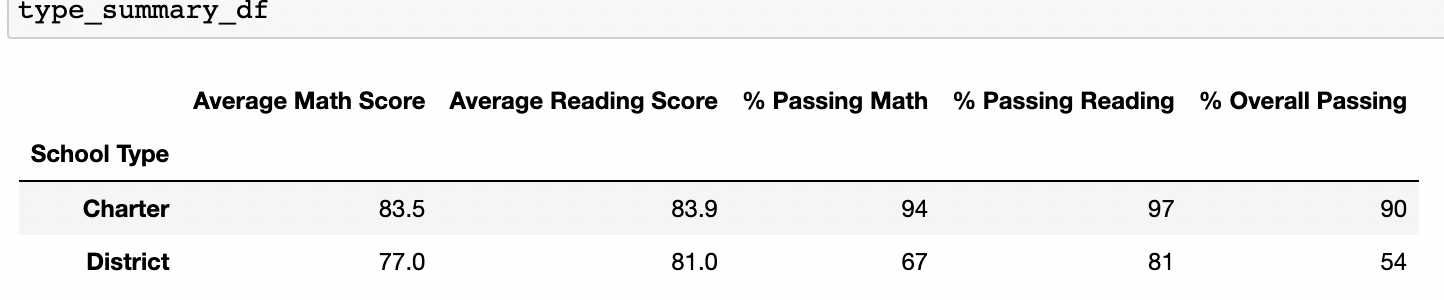 type_summary_df
Average Math Score Average Reading Score % Passing Math % Passing Reading % Overall Passing
School Type
Charter 83.5 83.9 94 97 90
District 77.0 81.0 67 81 54